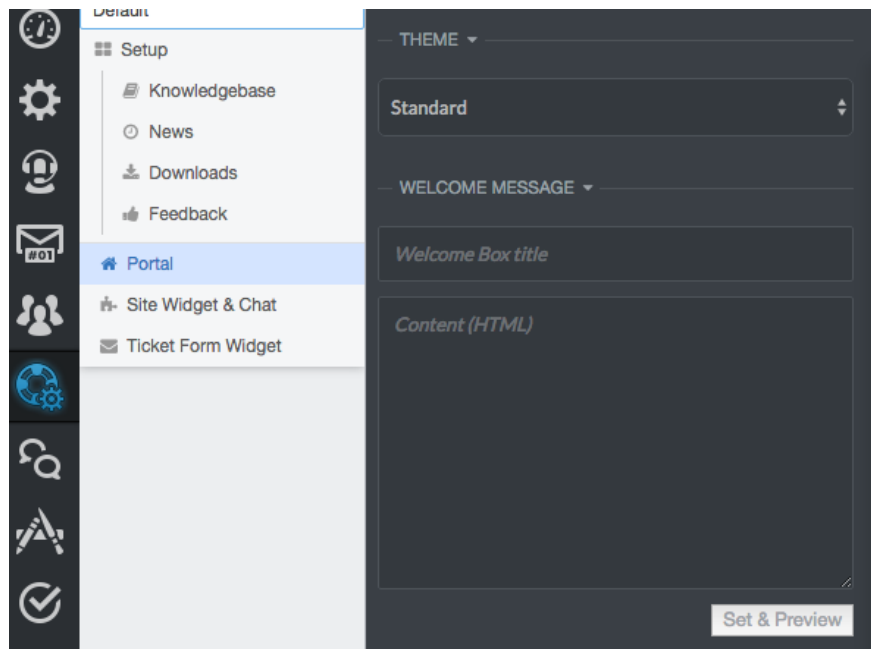 Default
Setup
Knowledgebase
News
Downloads
Feedback
#01
Portal
Site Widget & Chat
Ticket Form Widget
THEME
Standard
WELCOME MESSAGE
Welcome Box title
Content (HTML)
Set & Preview